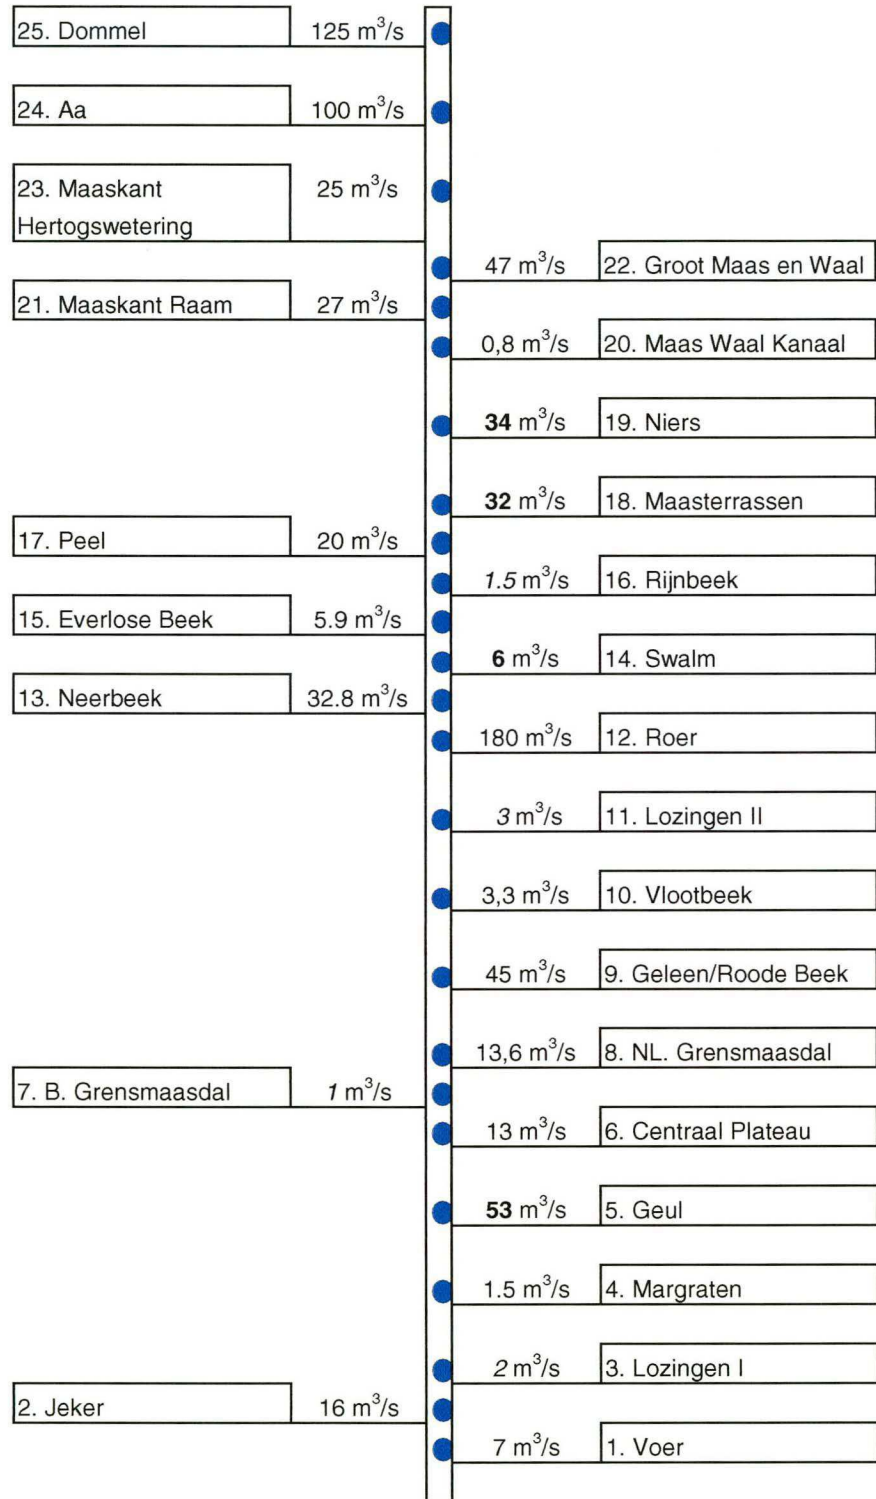 25. Dommel 125 m³/s
24. Aa 100 m³/s
23. Maaskant 25 m³/s
Hertogswetering
47 m³/s 22. Groot Maas en Waal
21. Maaskant Raam 27 m³/s
0,8 m³/s 20. Maas Waal Kanaal
34 m³/s 19. Niers
32 m³/s 18. Maasterrassen
17. Peel 20 m³/s
1.5 m³/s 16. Rijnbeek
15. Everlose Beek 5.9 m³/s
6 m³/s 14. Swalm
13. Neerbeek 32.8 m³/s
180 m³/s 12. Roer
3 m³/s 11. Lozingen II
3,3 m³/s 10. Vlootbeek
45 m³/s 9. Geleen/Roode Beek
13,6 m³/s 8. NL. Grensmaasdal
7. B. Grensmaasdal 1 m³/s
13 m³/s 6. Centraal Plateau
53 m³/s 5. Geul
1.5 m³/s 4. Margraten
2 m³/s 3. Lozingen I
2. Jeker 16 m³/s
7 m³/s 1. Voer